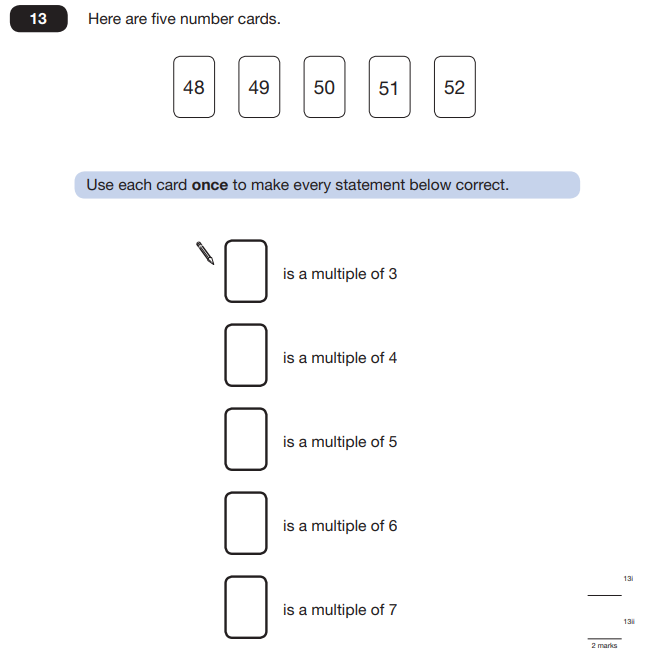 13 Here are five number cards.
48 49 50 51 52
Use each card once to make every statement below correct.
is a multiple of 3
is a multiple of 4
is a multiple of 5
is a multiple of 6
is a multiple of 7
13i
13ii
2 marks